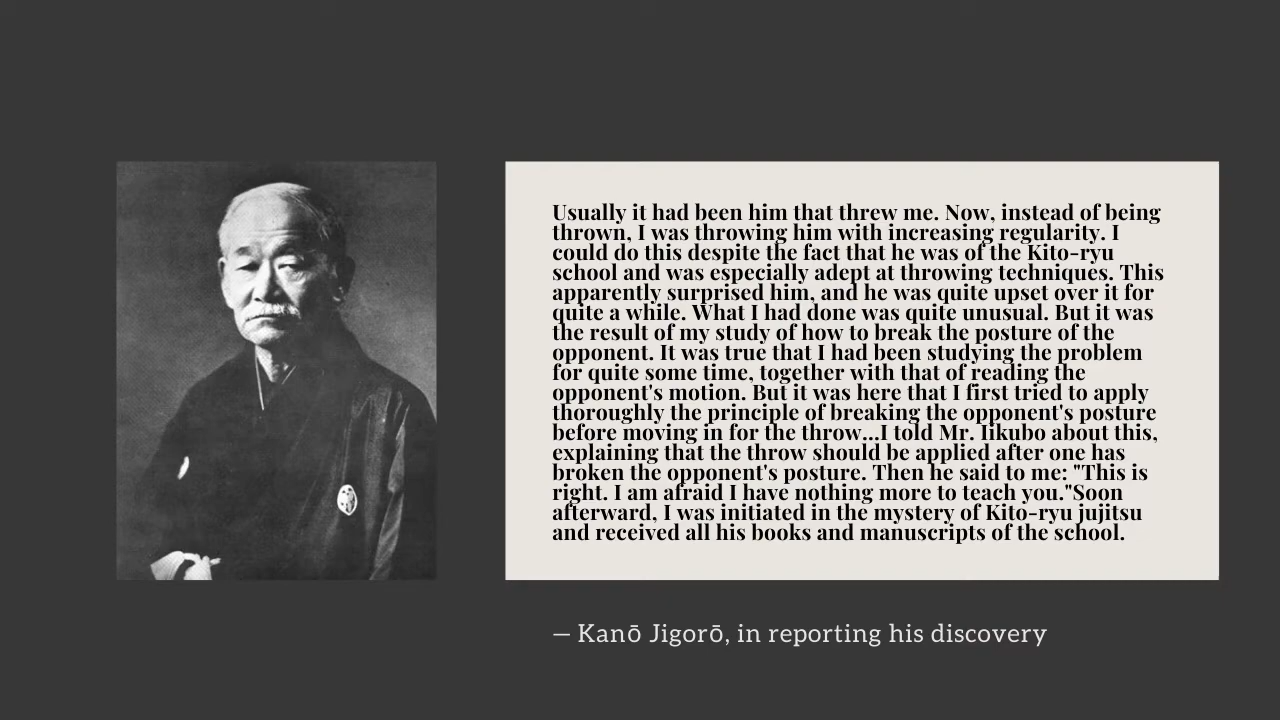 Usually it had been him that threw me. Now, instead of being
thrown, I was throwing him with increasing regularity. I
could do this despite the fact that he was of the Kito-ryu
school and was especially adept at throwing techniques. This
apparently surprised him, and he was quite upset over it for
quite a while. What I had done was quite unusual. But it was
the result of my study of how to break the posture of the
opponent. It was true that I had been studying the problem
for quite some time, together with that of reading the
opponent's motion. But it was here that I first tried to apply
thoroughly the principle of breaking the opponent's posture
before moving in for the throw...I told Mr. Iikubo about this,
explaining that the throw should be applied after one has
broken the opponent's posture. Then he said to me: "This is
right. I am afraid I have nothing more to teach you."Soon
afterward, I was initiated in the mystery of Kito-ryu jujitsu
and received all his books and manuscripts of the school.
— Kanō Jigorō, in reporting his discovery